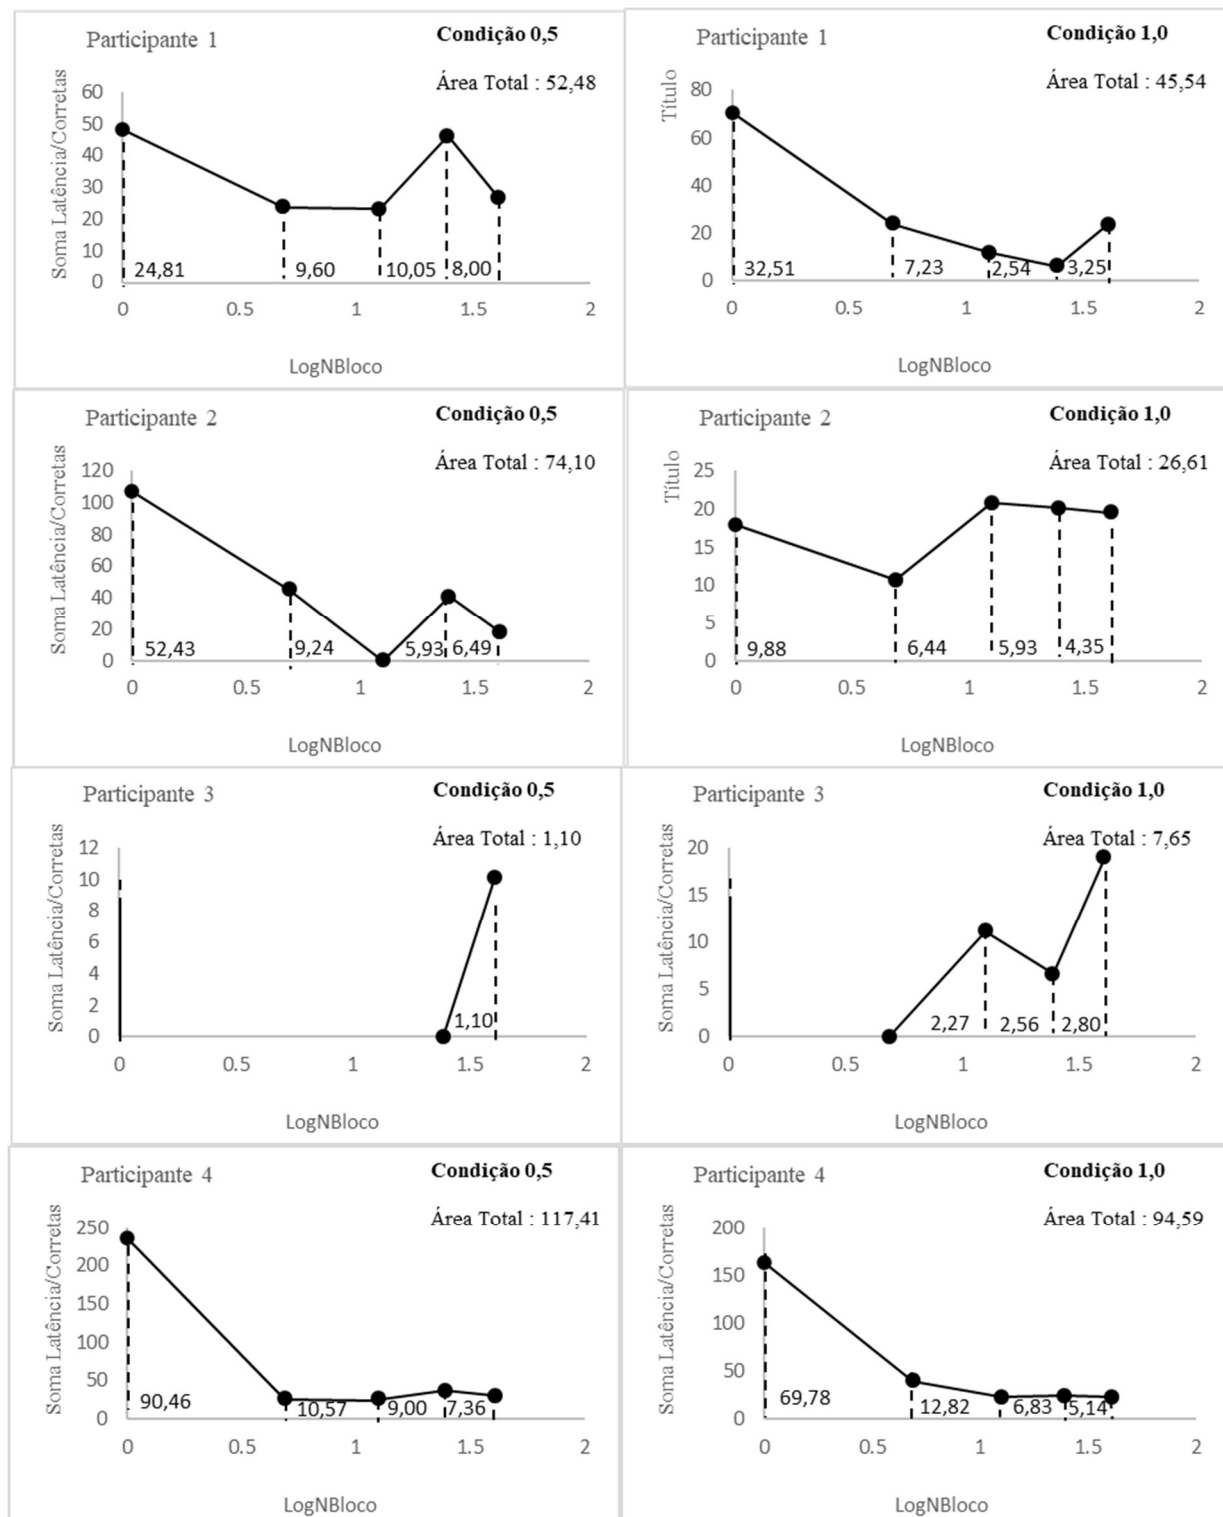 Participante 1
Condição 0,5
Área Total : 52,48
Soma Latência/Corretas
60
50
40
30
20
10
0
24,81
9,60
10,05
8,00
0
0.5
1
1.5
2
LogNBloco
Participante 1
Condição 1,0
Área Total : 45,54
Título
80
60
40
20
0
32,51
7,23
2,54
3,25
0
0.5
1
1.5
2
LogNBloco
Participante 2
Condição 0,5
Área Total : 74,10
Soma Latência/Corretas
120
100
80
60
40
20
0
52,43
9,24
5,93
6,49
0
0.5
1
1.5
2
LogNBloco
Participante 2
Condição 1,0
Área Total : 26,61
Título
25
20
15
10
5
0
9,88
6,44
5,93
4,35
0
0.5
1
1.5
2
LogNBloco
Participante 3
Condição 0,5
Área Total : 1,10
Soma Latência/Corretas
12
10
8
6
4
2
0
1,10
0
0.5
1
1.5
2
LogNBloco
Participante 3
Condição 1,0
Área Total : 7,65
Soma Latência/Corretas
20
15
10
5
0
2,27
2,56
2,80
0
0.5
1
1.5
2
LogNBloco
Participante 4
Condição 0,5
Área Total : 117,41
Soma Latência/Corretas
250
200
150
100
50
0
90,46
10,57
9,00
7,36
0
0.5
1
1.5
2
LogNBloco
Participante 4
Condição 1,0
Área Total : 94,59
Soma Latência/Corretas
200
150
100
50
0
69,78
12,82
6,83
5,14
0
0.5
1
1.5
2
LogNBloco